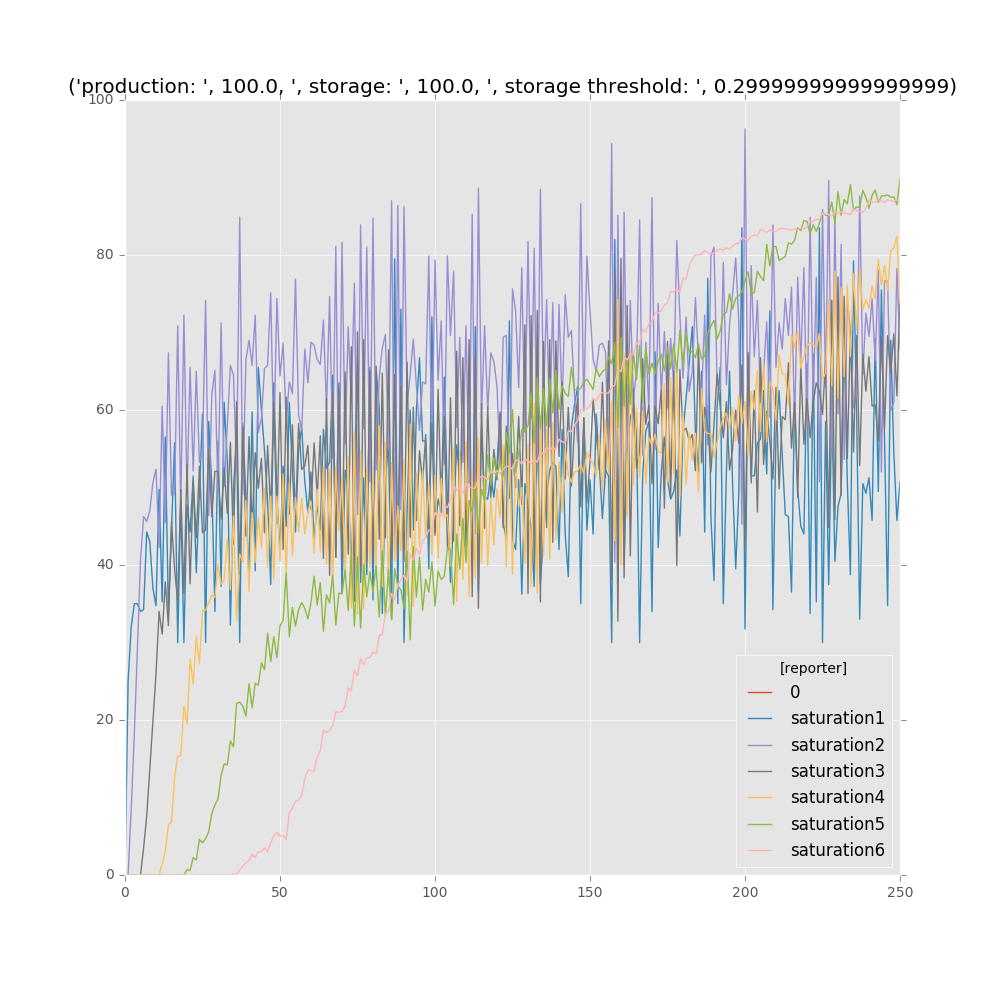 ('production: ', 100.0, ', storage: ', 100.0, ', storage threshold: ', 0.29999999999999999)
100
80
60
40
20
0
0 50 100 150 200 250
[reporter]
0
saturation1
saturation2
saturation3
saturation4
saturation5
saturation6